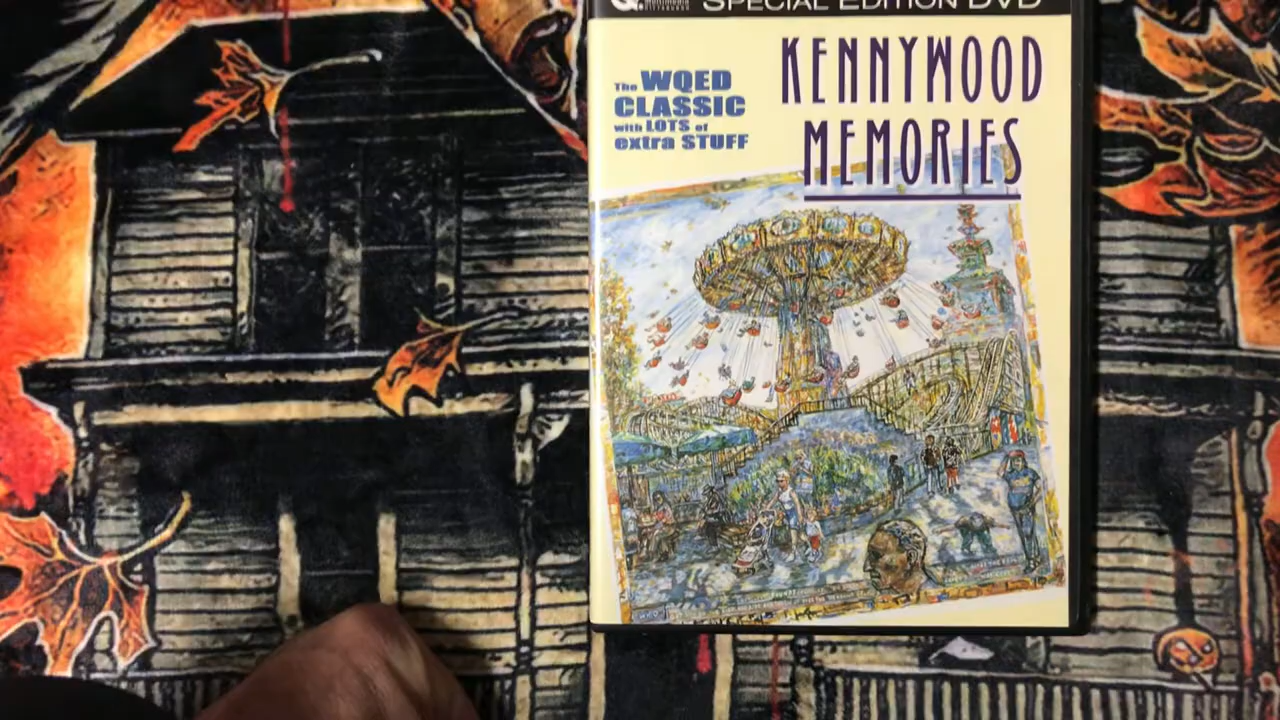 SPECIAL EDITION DVD
The WQED
CLASSIC
with LOTS of
extra STUFF
KENNYWOOD
MEMORIES